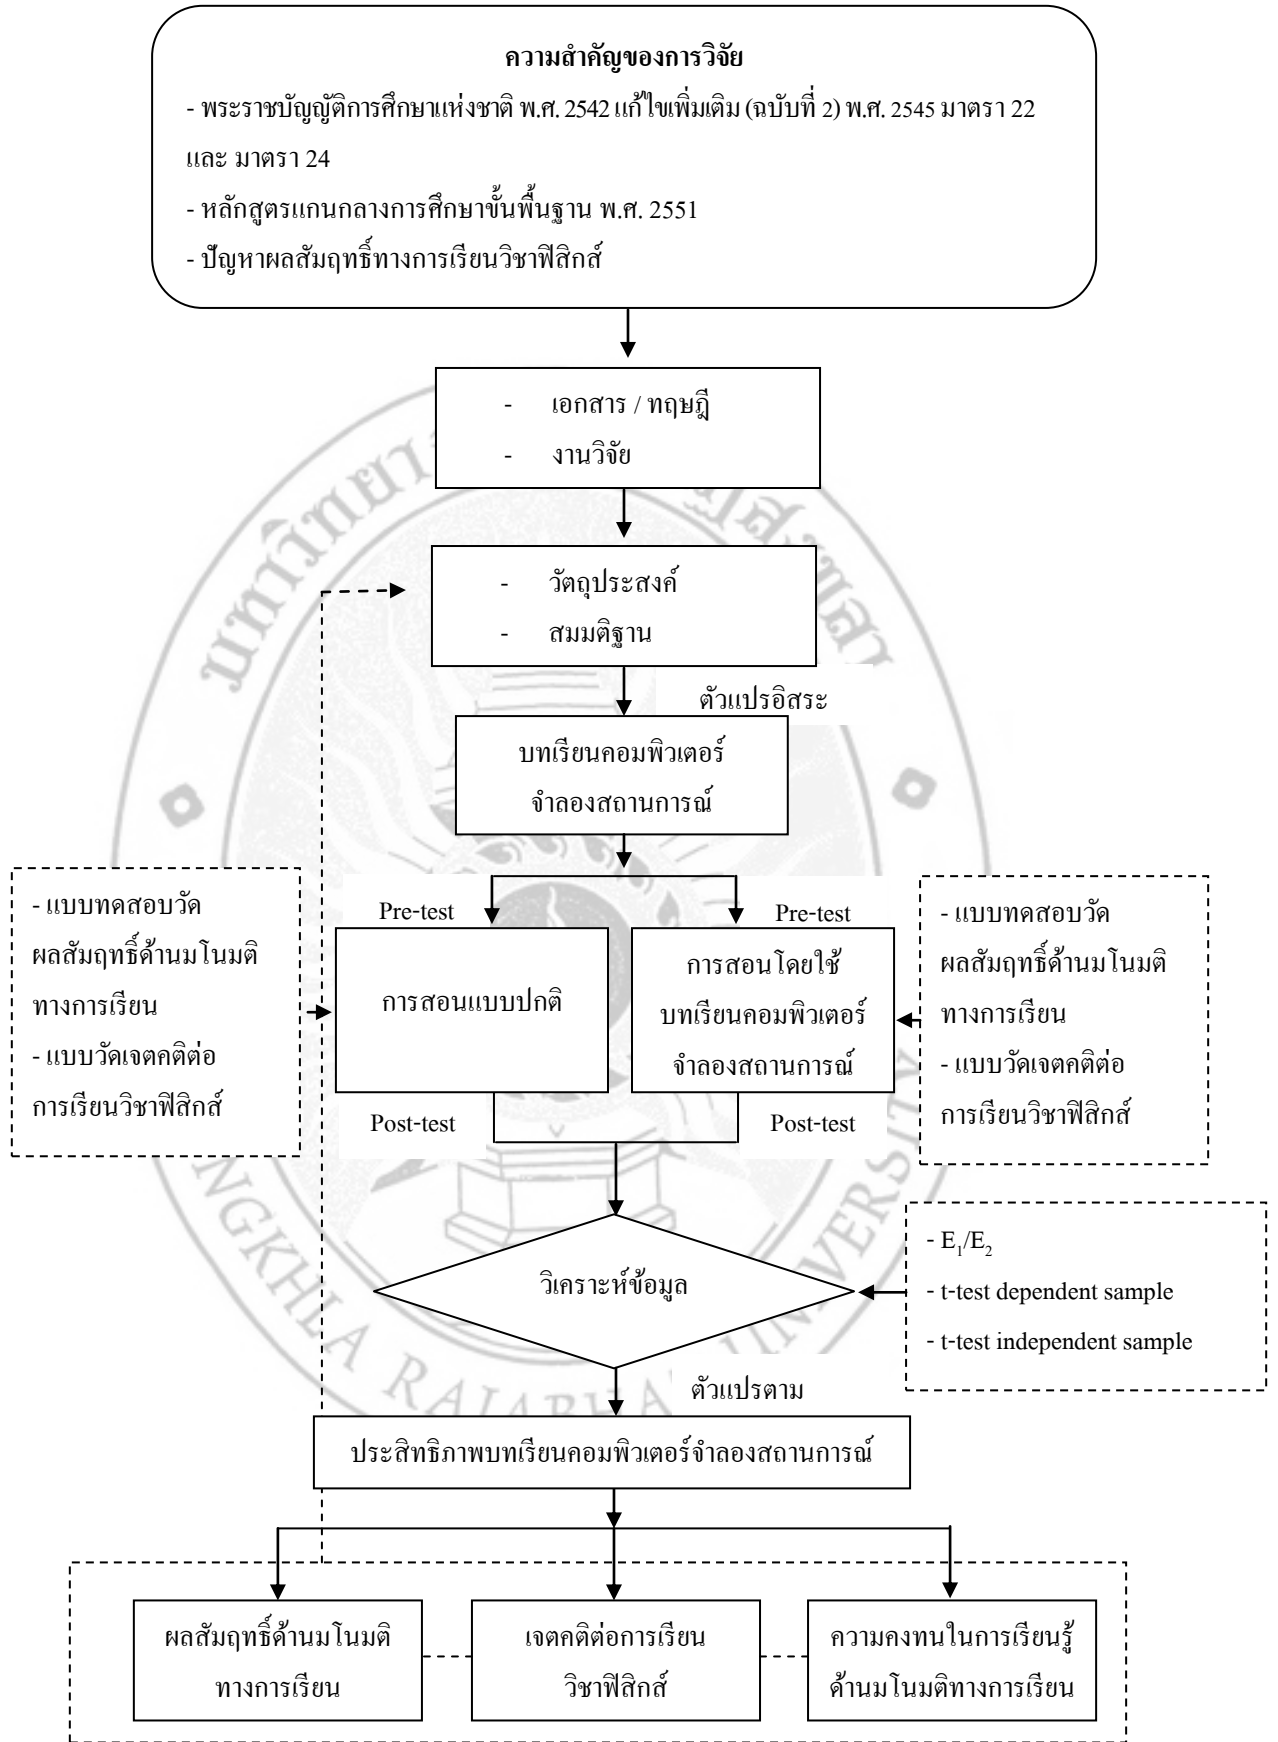 ความสำคัญของการวิจัย
- พระราชบัญญัติการศึกษาแห่งชาติ พ.ศ. 2542 แก้ไขเพิ่มเติม (ฉบับที่ 2) พ.ศ. 2545 มาตรา 22
และ มาตรา 24
- หลักสูตรแกนกลางการศึกษาขั้นพื้นฐาน พ.ศ. 2551
- ปัญหาผลสัมฤทธิ์ทางการเรียนวิชาฟิสิกส์
- เอกสาร / ทฤษฎี
- งานวิจัย
- วัตถุประสงค์
- สมมติฐาน
ตัวแปรอิสระ
บทเรียนคอมพิวเตอร์
จำลองสถานการณ์
- แบบทดสอบวัด
ผลสัมฤทธิ์ด้านมโนมติ
ทางการเรียน
- แบบวัดเจตคติต่อ
การเรียนวิชาฟิสิกส์
Pre-test
การสอนแบบปกติ
Post-test
Pre-test
การสอนโดยใช้
บทเรียนคอมพิวเตอร์
จำลองสถานการณ์
Post-test
- แบบทดสอบวัด
ผลสัมฤทธิ์ด้านมโนมติ
ทางการเรียน
- แบบวัดเจตคติต่อ
การเรียนวิชาฟิสิกส์
วิเคราะห์ข้อมูล
- E₁/E₂
- t-test dependent sample
- t-test independent sample
ตัวแปรตาม
ประสิทธิภาพบทเรียนคอมพิวเตอร์จำลองสถานการณ์
ผลสัมฤทธิ์ด้านมโนมติ
ทางการเรียน
เจตคติต่อการเรียน
วิชาฟิสิกส์
ความคงทนในการเรียนรู้
ด้านมโนมติทางการเรียน